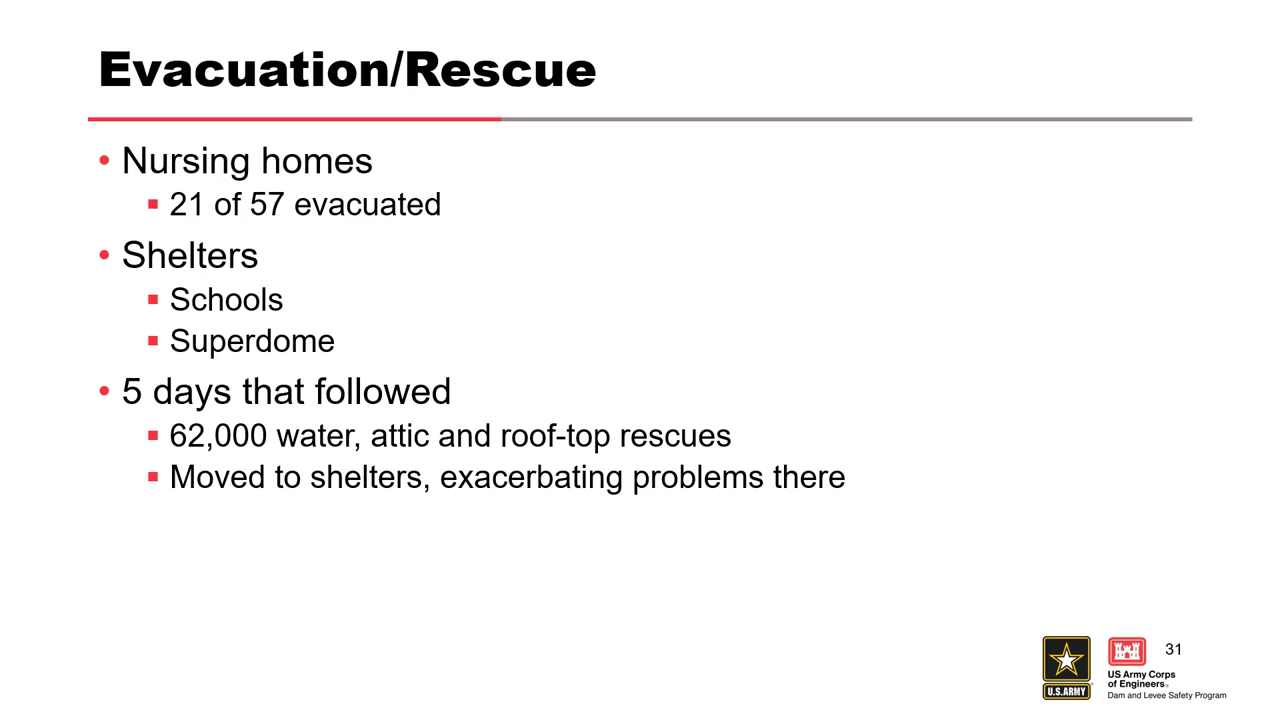 Evacuation/Rescue
• Nursing homes
▪ 21 of 57 evacuated
• Shelters
▪ Schools
▪ Superdome
• 5 days that followed
▪ 62,000 water, attic and roof-top rescues
▪ Moved to shelters, exacerbating problems there
31
U.S.ARMY
US Army Corps
of Engineers®
Dam and Levee Safety Program